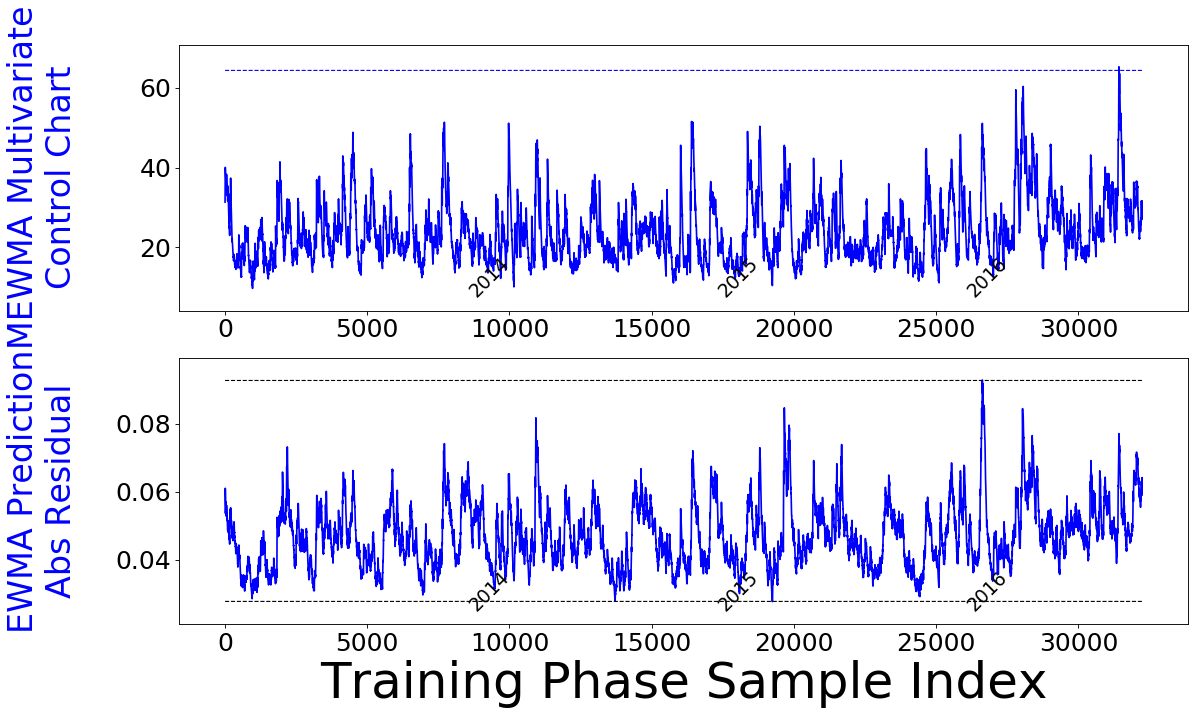 MEWMA Multivariate
Control Chart
60
40
20
2014
2015
2016
0 5000 10000 15000 20000 25000 30000
EWMA Prediction
Abs Residual
0.08
0.06
0.04
2014
2015
2016
0 5000 10000 15000 20000 25000 30000
Training Phase Sample Index